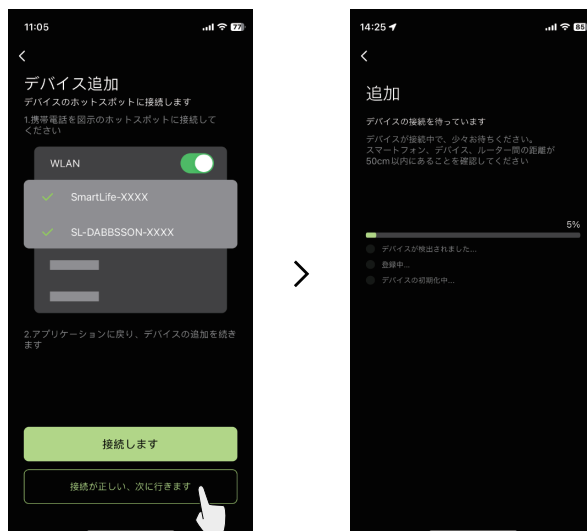 11:05
77
デバイス追加
デバイスのホットスポットに接続します
1.携帯電話を図示のホットスポットに接続して
ください
WLAN
SmartLife-XXXX
SL-DABBSSON-XXXX
2.アプリケーションに戻り、デバイスの追加を続き
ます
接続します
接続が正しい、次に行きます
14:25
86
追加
デバイスの接続を待っています
デバイスが接続中で、少々お待ちください。
スマートフォン、デバイス、ルーター間の距離が
50cm以内にあることを確認してください
5%
デバイスが検出されました...
登録中...
デバイスの初期化中...